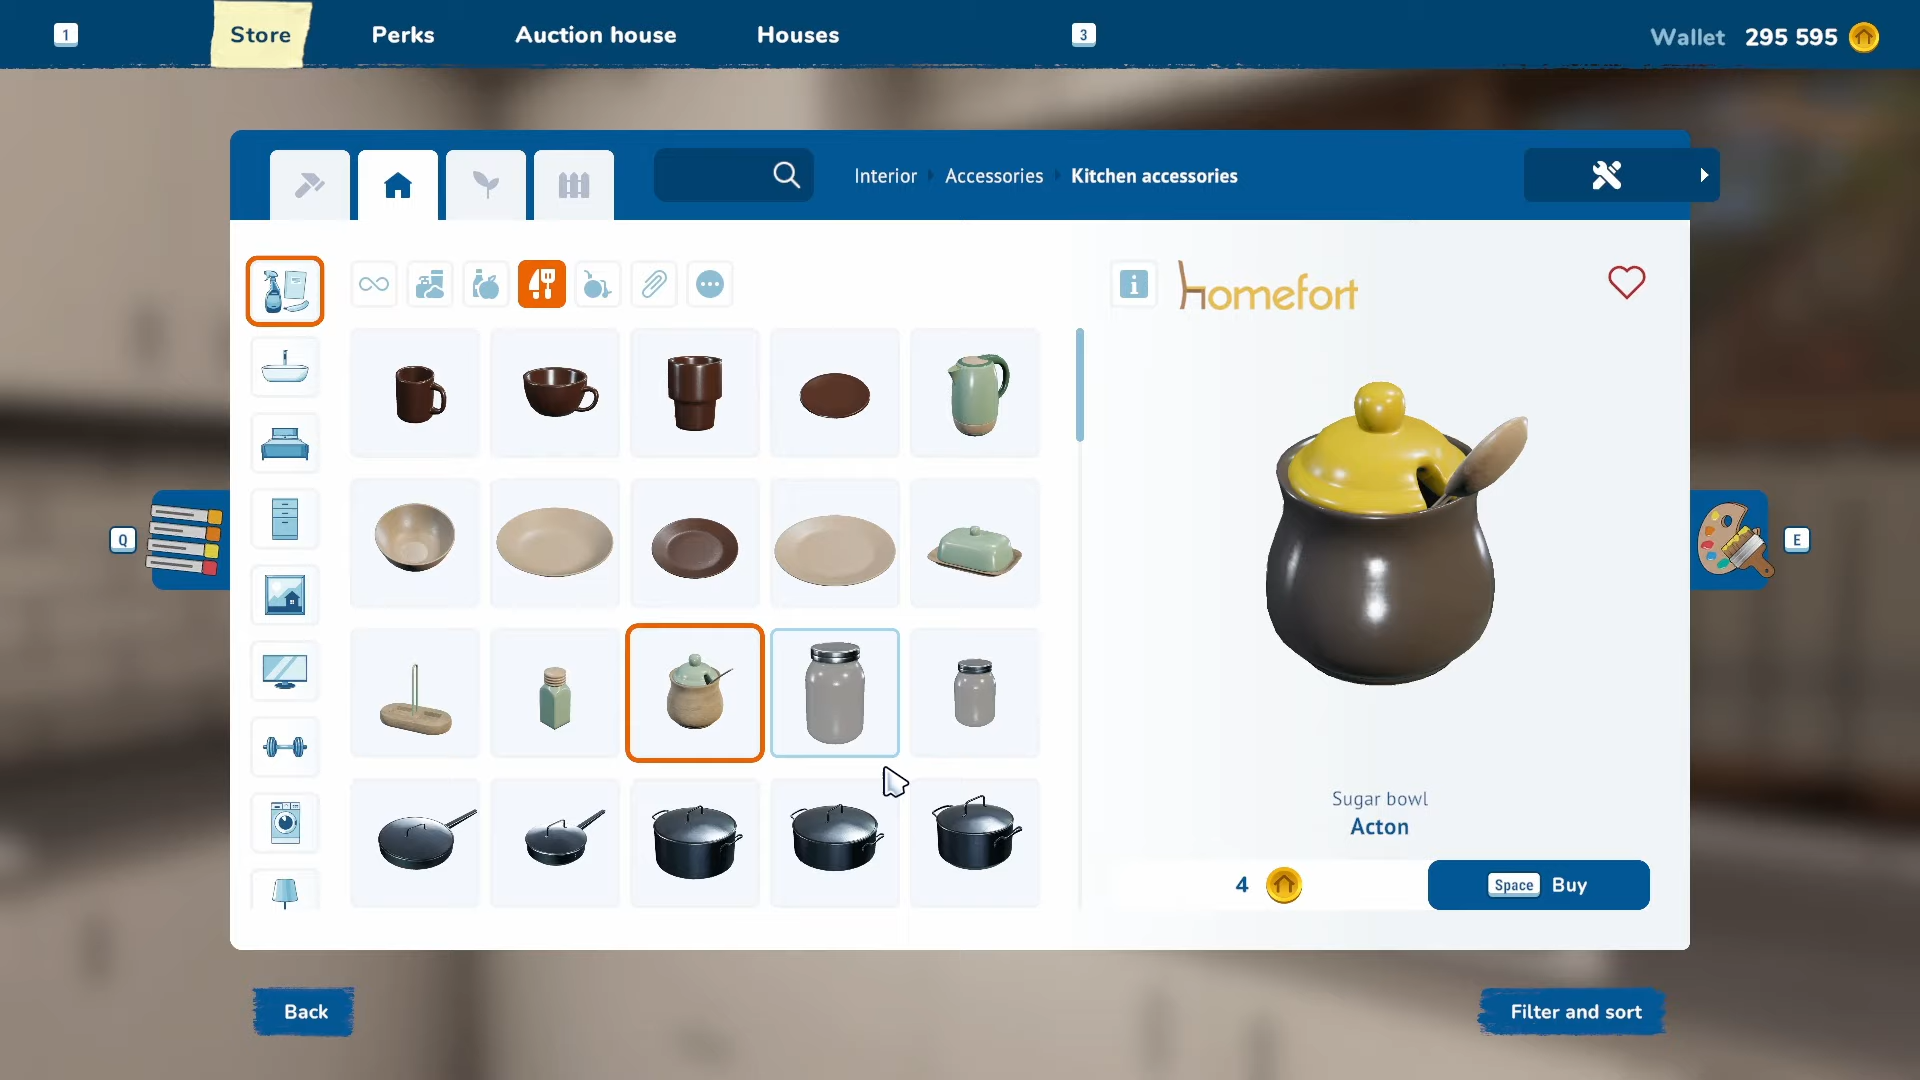 1 Store Perks Auction house Houses 3 Wallet 295 595
Interior Accessories Kitchen accessories
homefort
Q
E
Sugar bowl
Acton
4 Space Buy
Back
Filter and sort